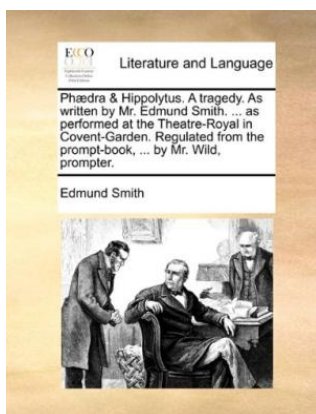 ECCO
Literature and Language
Phædra & Hippolytus. A tragedy. As
written by Mr. Edmund Smith. ... as
performed at the Theatre-Royal in
Covent-Garden. Regulated from the
prompt-book, ... by Mr. Wild,
prompter.
Edmund Smith